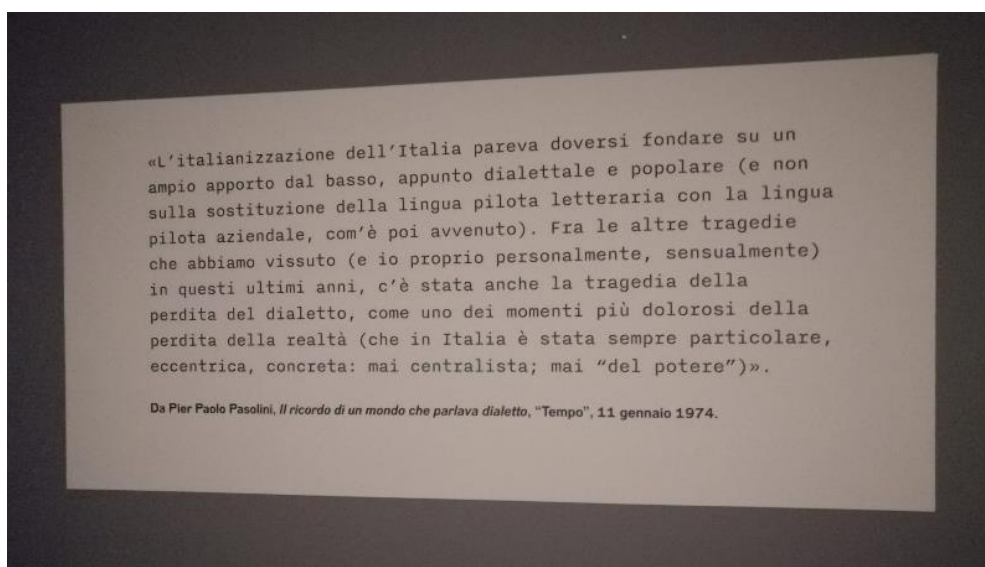 «L’italianizzazione dell’Italia pareva doversi fondare su un
ampio apporto dal basso, appunto dialettale e popolare (e non
sulla sostituzione della lingua pilota letteraria con la lingua
pilota aziendale, com’è poi avvenuto). Fra le altre tragedie
che abbiamo vissuto (e io proprio personalmente, sensualmente)
in questi ultimi anni, c’è stata anche la tragedia della
perdita del dialetto, come uno dei momenti più dolorosi della
perdita della realtà (che in Italia è stata sempre particolare,
eccentrica, concreta: mai centralista; mai “del potere”)».
Da Pier Paolo Pasolini, Il ricordo di un mondo che parlava dialetto, “Tempo”, 11 gennaio 1974.